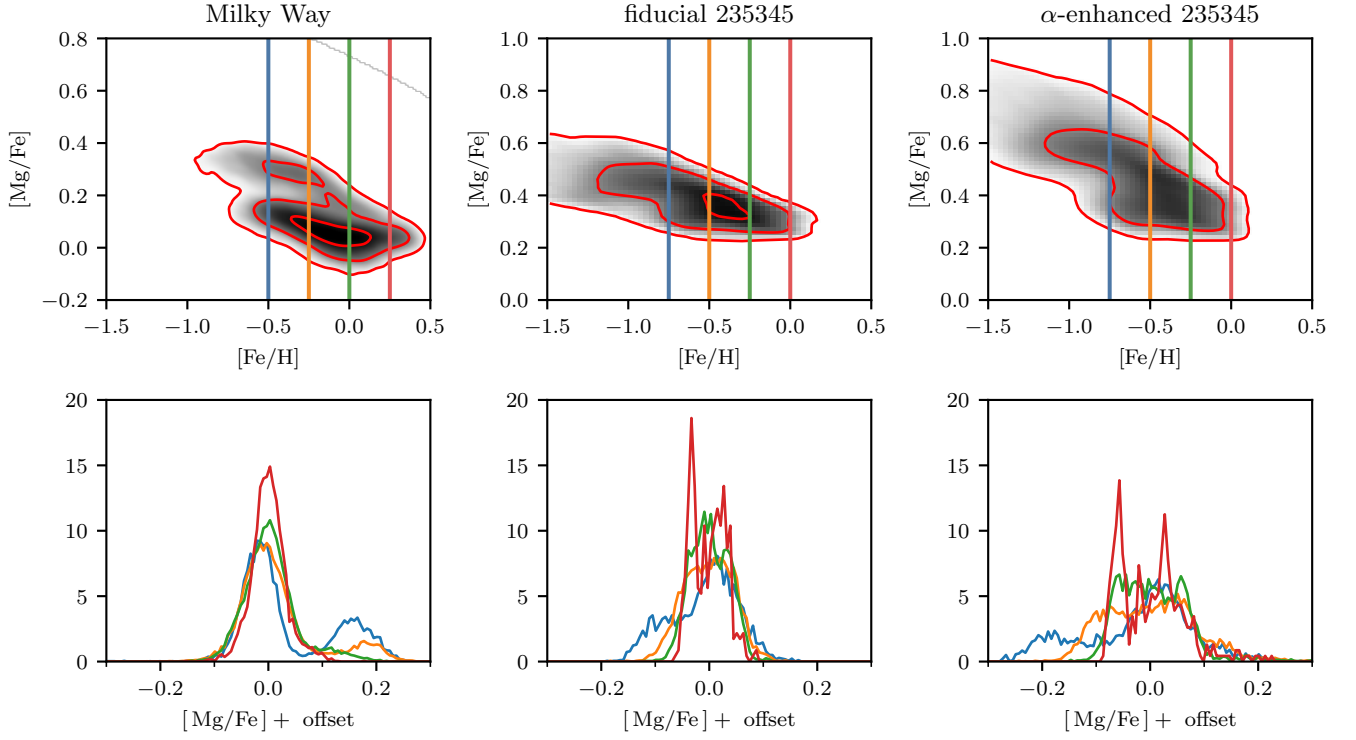 Milky Way
fiducial 235345
α-enhanced 235345
0.8
0.6
0.4
0.2
0.0
−0.2
[Mg/Fe]
−1.5 −1.0 −0.5 0.0 0.5
[Fe/H]
1.0
0.8
0.6
0.4
0.2
0.0
[Mg/Fe]
−1.5 −1.0 −0.5 0.0 0.5
[Fe/H]
1.0
0.8
0.6
0.4
0.2
0.0
[Mg/Fe]
−1.5 −1.0 −0.5 0.0 0.5
[Fe/H]
20
15
10
5
0
−0.2 0.0 0.2
[Mg/Fe] + offset
20
15
10
5
0
−0.2 0.0 0.2
[Mg/Fe] + offset
20
15
10
5
0
−0.2 0.0 0.2
[Mg/Fe] + offset